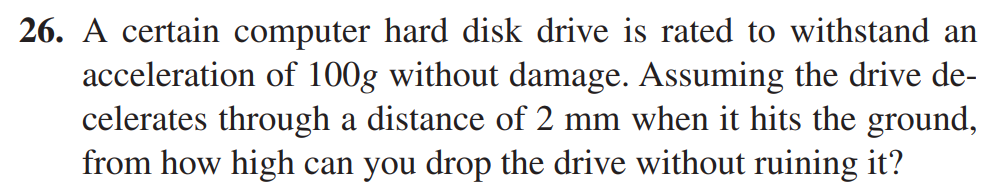 26. A certain computer hard disk drive is rated to withstand an
acceleration of 100g without damage. Assuming the drive de-
celerates through a distance of 2 mm when it hits the ground,
from how high can you drop the drive without ruining it?